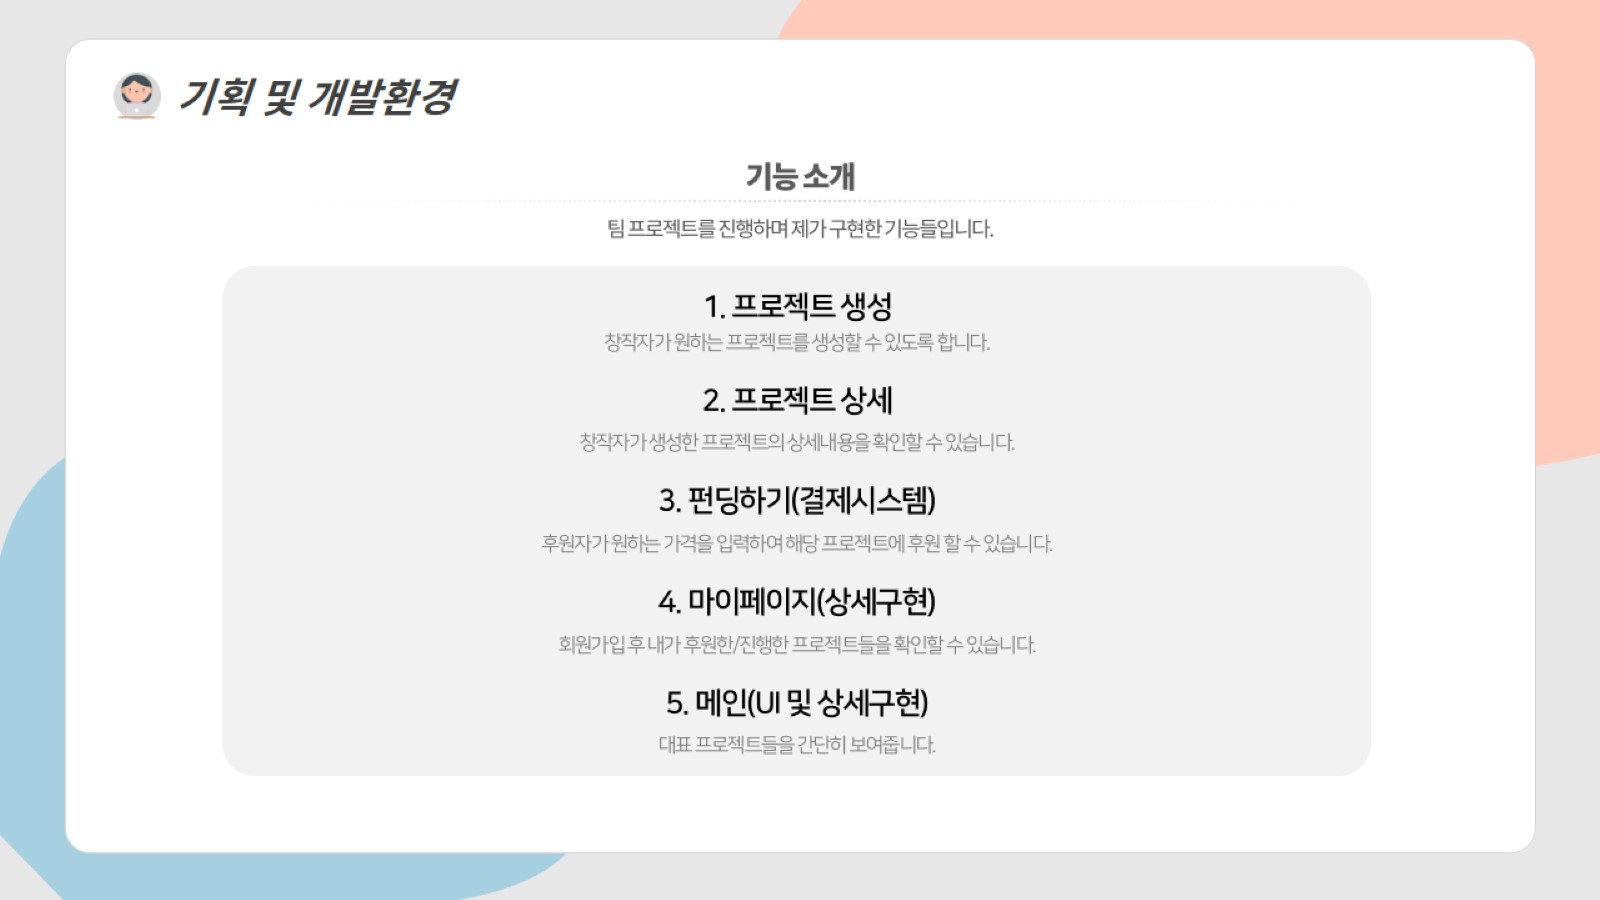 기획 및 개발환경
기능 소개
팀 프로젝트를 진행하며 제가 구현한 기능들입니다.
1. 프로젝트 생성
창작자가 원하는 프로젝트를 생성할 수 있도록 합니다.
2. 프로젝트 상세
창작자가 생성한 프로젝트의 상세내용을 확인할 수 있습니다.
3. 펀딩하기(결제시스템)
후원자가 원하는 가격을 입력하여 해당 프로젝트에 후원 할 수 있습니다.
4. 마이페이지(상세구현)
회원가입 후 내가 후원한/진행한 프로젝트들을 확인할 수 있습니다.
5. 메인(UI 및 상세구현)
대표 프로젝트들을 간단히 보여줍니다.